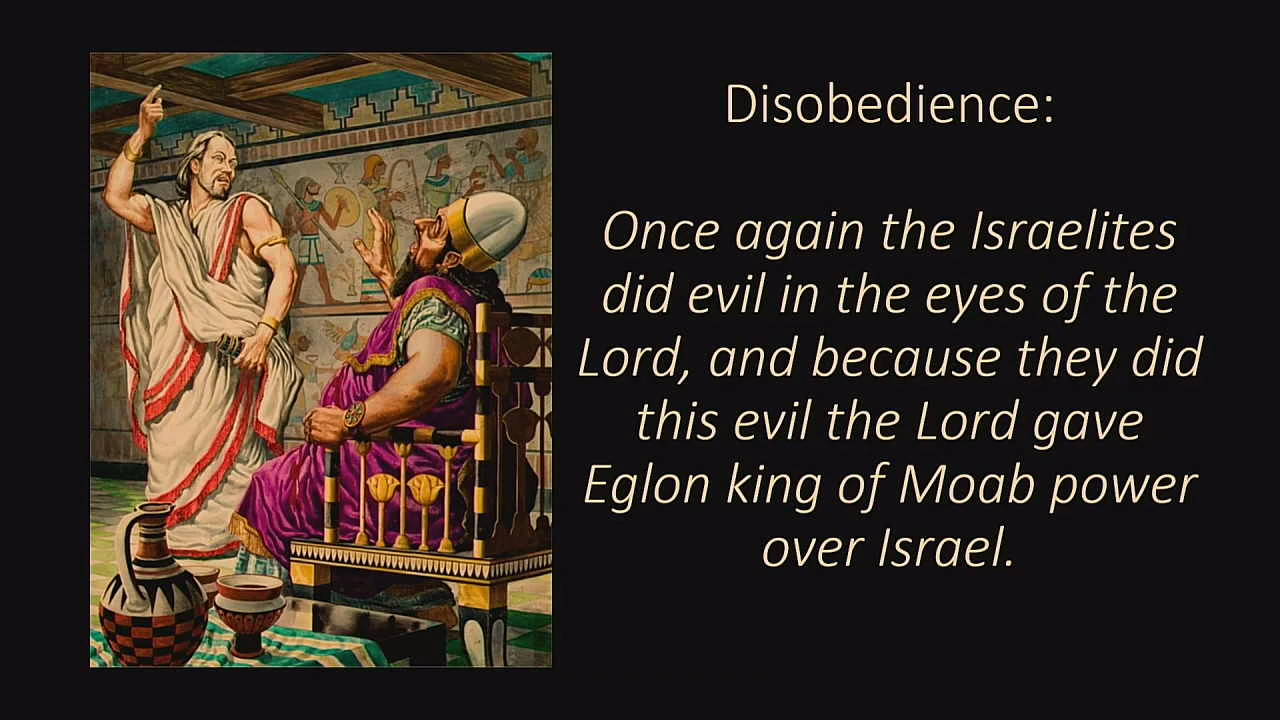 Disobedience:
Once again the Israelites
did evil in the eyes of the
Lord, and because they did
this evil the Lord gave
Eglon king of Moab power
over Israel.